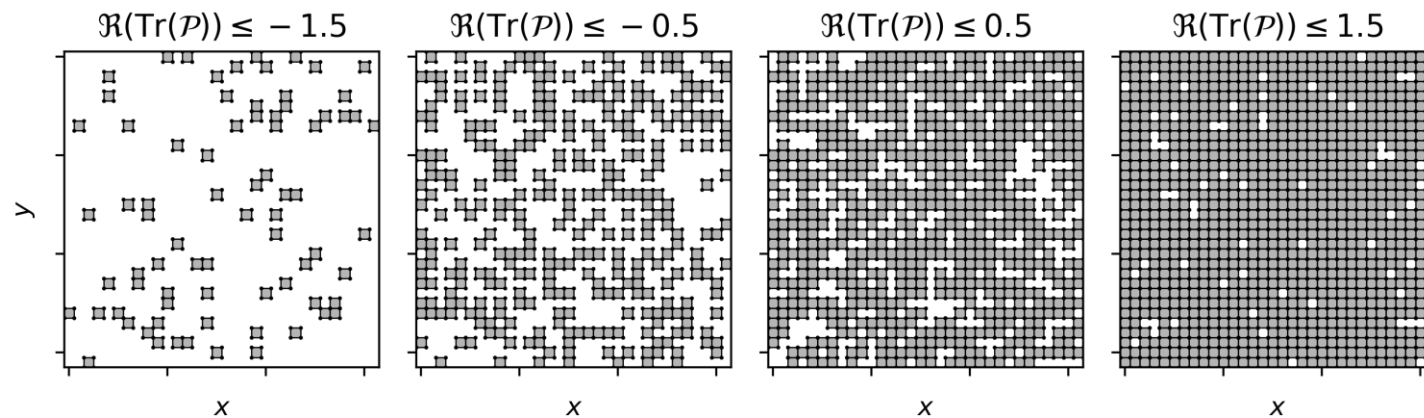 ℜ(Tr(𝒫)) ≤ − 1.5
ℜ(Tr(𝒫)) ≤ − 0.5
ℜ(Tr(𝒫)) ≤ 0.5
ℜ(Tr(𝒫)) ≤ 1.5
y
x
x
x
x